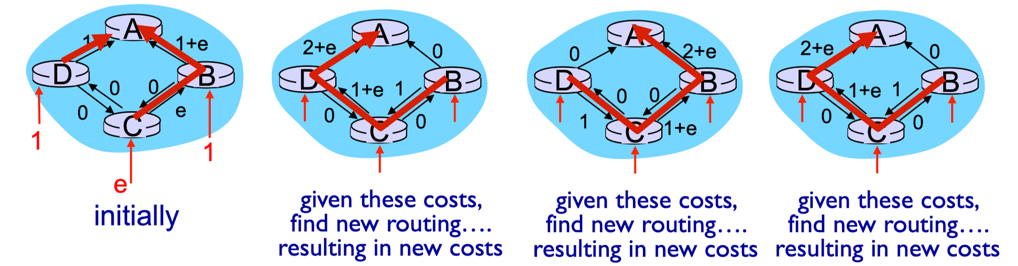 A
1
1+e
D
B
0
0
0
e
C
1
1
e
initially
A
2+e
0
D
B
1+e
1
0
0
C
given these costs,
find new routing....
resulting in new costs
A
0
2+e
D
B
0
0
1
1+e
C
given these costs,
find new routing....
resulting in new costs
A
2+e
0
D
B
1+e
1
0
0
C
given these costs,
find new routing....
resulting in new costs